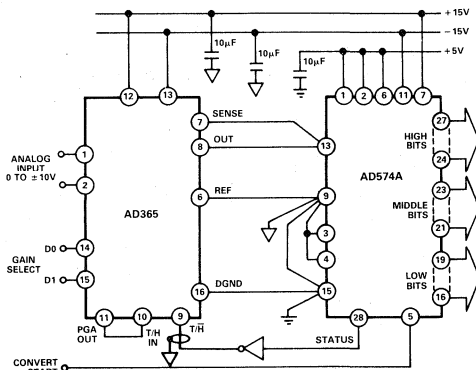 + 15V
- 15V
+5V
10μF
10μF
10μF
12
13
1
2
6
11
7
7
SENSE
8
OUT
13
27
HIGH
BITS
24
ANALOG
INPUT
0 TO ±10V
1
2
AD365
6
REF
9
AD574A
23
MIDDLE
BITS
21
3
4
GAIN
SELECT
D0
14
D1
15
16
DGND
15
19
LOW
BITS
16
11
10
9
PGA
OUT
T/H
IN
T/H̅
STATUS
28
5
CONVERT